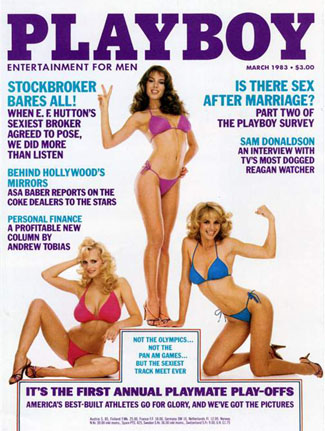 PLAYBOY
ENTERTAINMENT FOR MEN
MARCH 1983 • $3.00
STOCKBROKER
BARES ALL!
WHEN E. F. HUTTON'S
SEXIEST BROKER
AGREED TO POSE,
WE DID MORE
THAN LISTEN
BEHIND HOLLYWOOD'S
MIRRORS
ASA BABER REPORTS ON THE
COKE DEALERS TO THE STARS
PERSONAL FINANCE
A PROFITABLE NEW
COLUMN BY
ANDREW TOBIAS
IS THERE SEX
AFTER MARRIAGE?
PART TWO OF
THE PLAYBOY SURVEY
SAM DONALDSON
AN INTERVIEW WITH
TV'S MOST DOGGED
REAGAN WATCHER
NOT THE OLYMPICS...
NOT THE
PAN AM GAMES...
BUT THE SEXIEST
TRACK MEET EVER
IT'S THE FIRST ANNUAL PLAYMATE PLAY-OFFS
AMERICA'S BEST-BUILT ATHLETES GO FOR GLORY, AND WE'VE GOT THE PICTURES